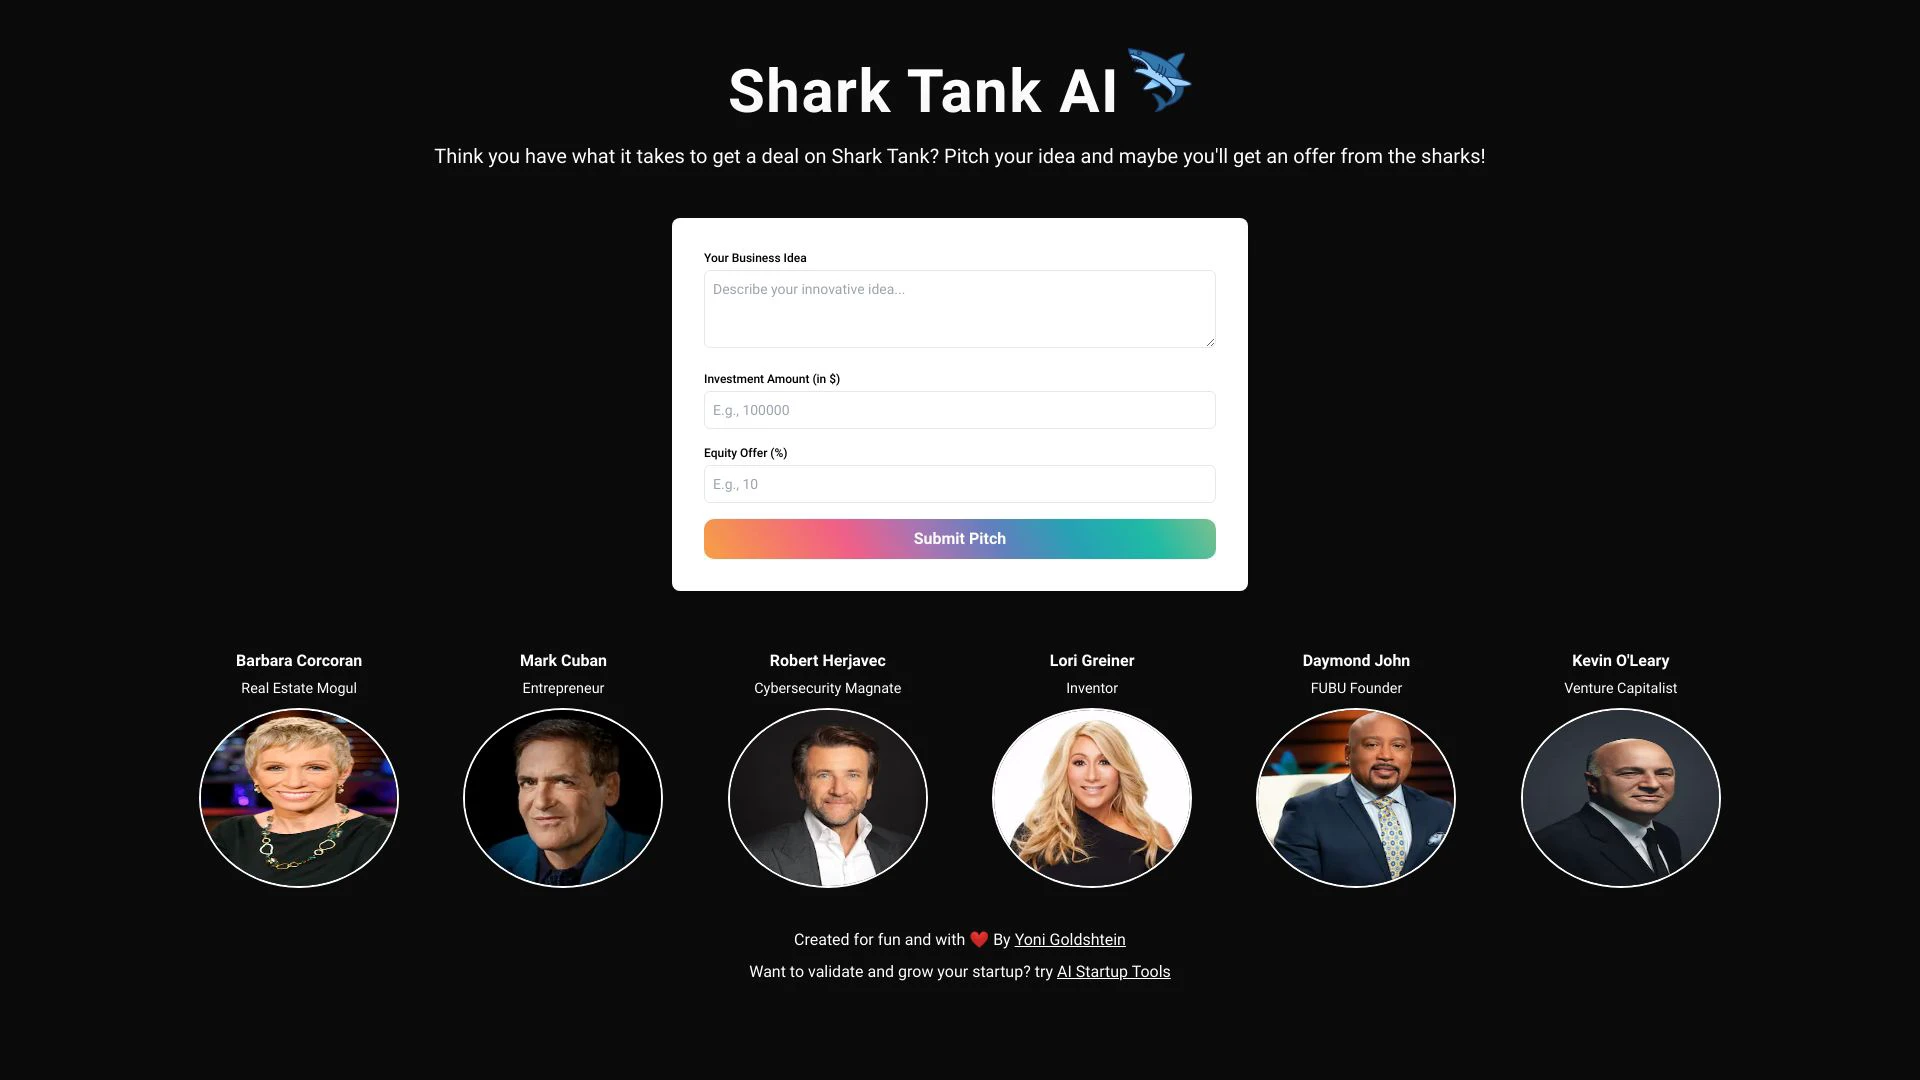 Shark Tank AI
Think you have what it takes to get a deal on Shark Tank? Pitch your idea and maybe you'll get an offer from the sharks!
Your Business Idea
Describe your innovative idea...
Investment Amount (in $)
E.g., 100000
Equity Offer (%)
E.g., 10
Submit Pitch
Barbara Corcoran
Real Estate Mogul
Mark Cuban
Entrepreneur
Robert Herjavec
Cybersecurity Magnate
Lori Greiner
Inventor
Daymond John
FUBU Founder
Kevin O'Leary
Venture Capitalist
Created for fun and with ❤️ By Yoni Goldshtein
Want to validate and grow your startup? try AI Startup Tools